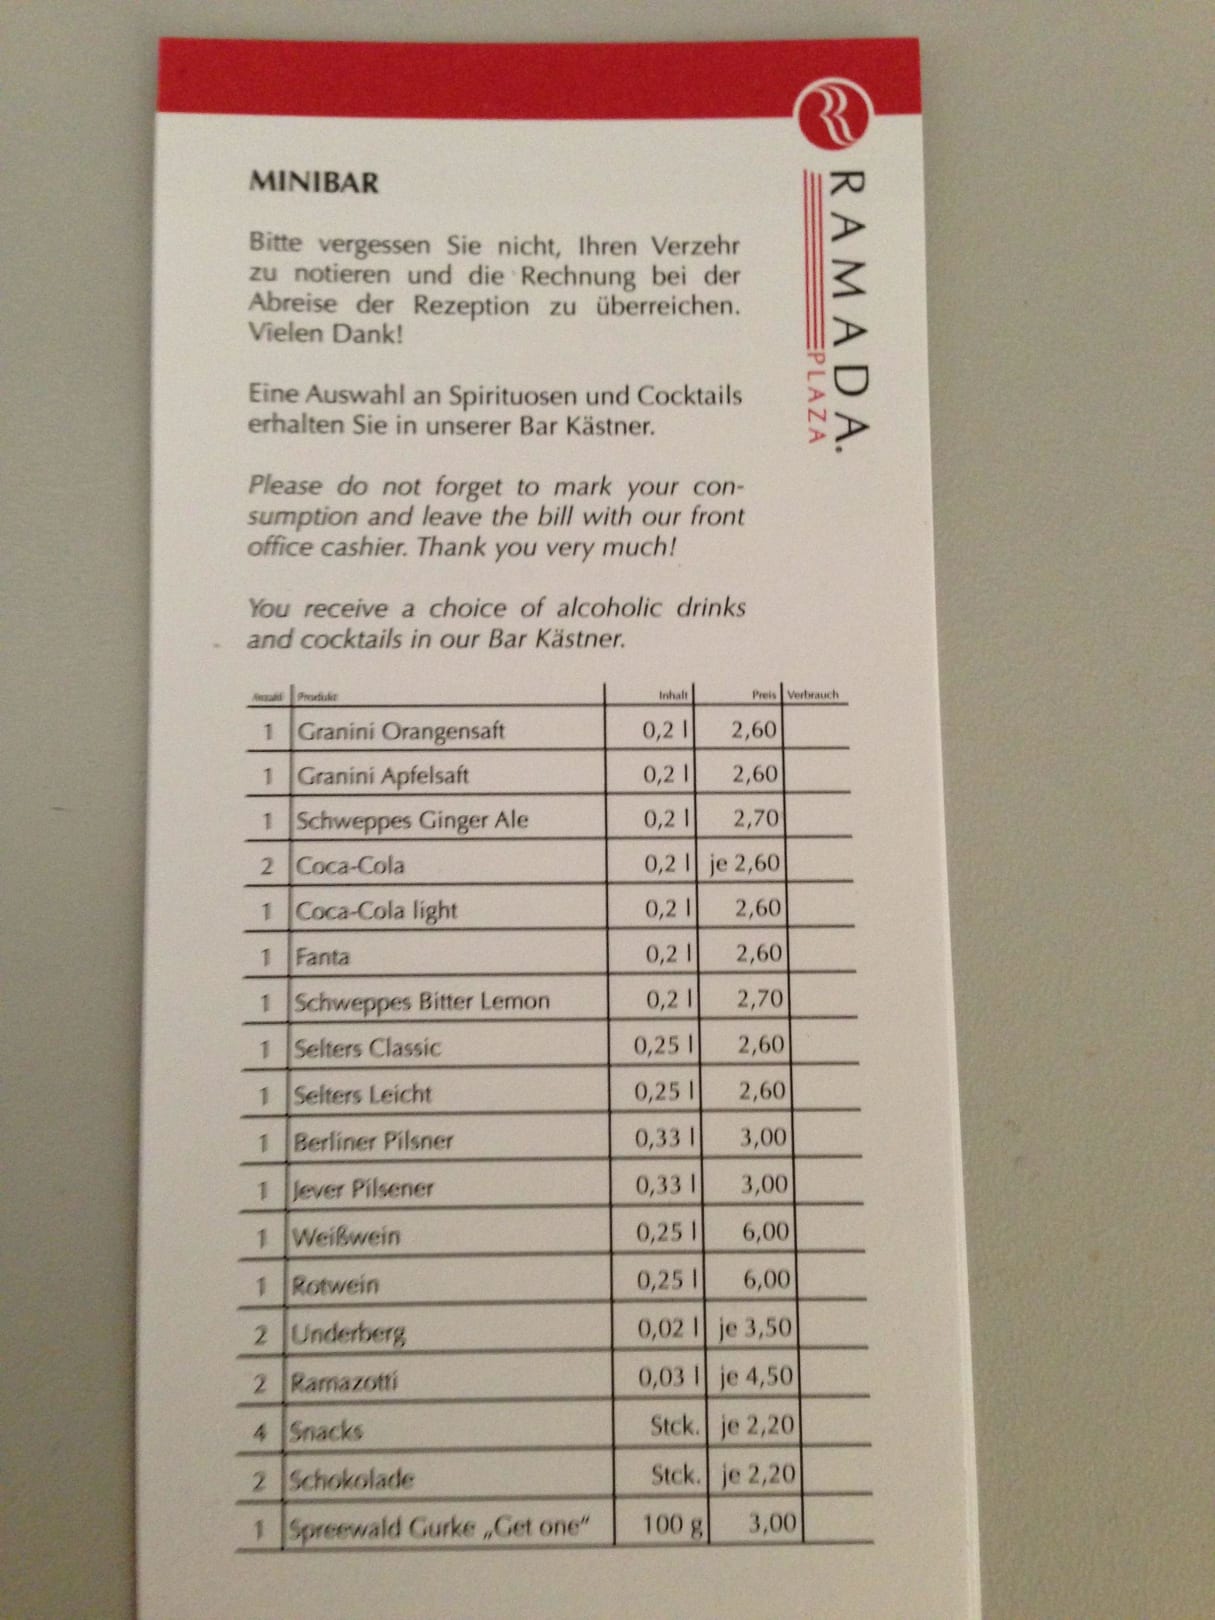 MINIBAR
Bitte vergessen Sie nicht, Ihren Verzehr
zu notieren und die Rechnung bei der
Abreise der Rezeption zu überreichen.
Vielen Dank!
Eine Auswahl an Spirituosen und Cocktails
erhalten Sie in unserer Bar Kästner.
Please do not forget to mark your con-
sumption and leave the bill with our front
office cashier. Thank you very much!
You receive a choice of alcoholic drinks
and cocktails in our Bar Kästner.
RAMADA.
PLAZA
Anzahl Produkt Inhalt Preis Verbrauch
1 Granini Orangensaft 0,2 l 2,60
1 Granini Apfelsaft 0,2 l 2,60
1 Schweppes Ginger Ale 0,2 l 2,70
2 Coca-Cola 0,2 l je 2,60
1 Coca-Cola light 0,2 l 2,60
1 Fanta 0,2 l 2,60
1 Schweppes Bitter Lemon 0,2 l 2,70
1 Selters Classic 0,25 l 2,60
1 Selters Leicht 0,25 l 2,60
1 Berliner Pilsner 0,33 l 3,00
1 Jever Pilsener 0,33 l 3,00
1 Weißwein 0,25 l 6,00
1 Rotwein 0,25 l 6,00
2 Underberg 0,02 l je 3,50
2 Ramazotti 0,03 l je 4,50
4 Snacks Stck. je 2,20
2 Schokolade Stck. je 2,20
1 Spreewald Gurke „Get one“ 100 g 3,00